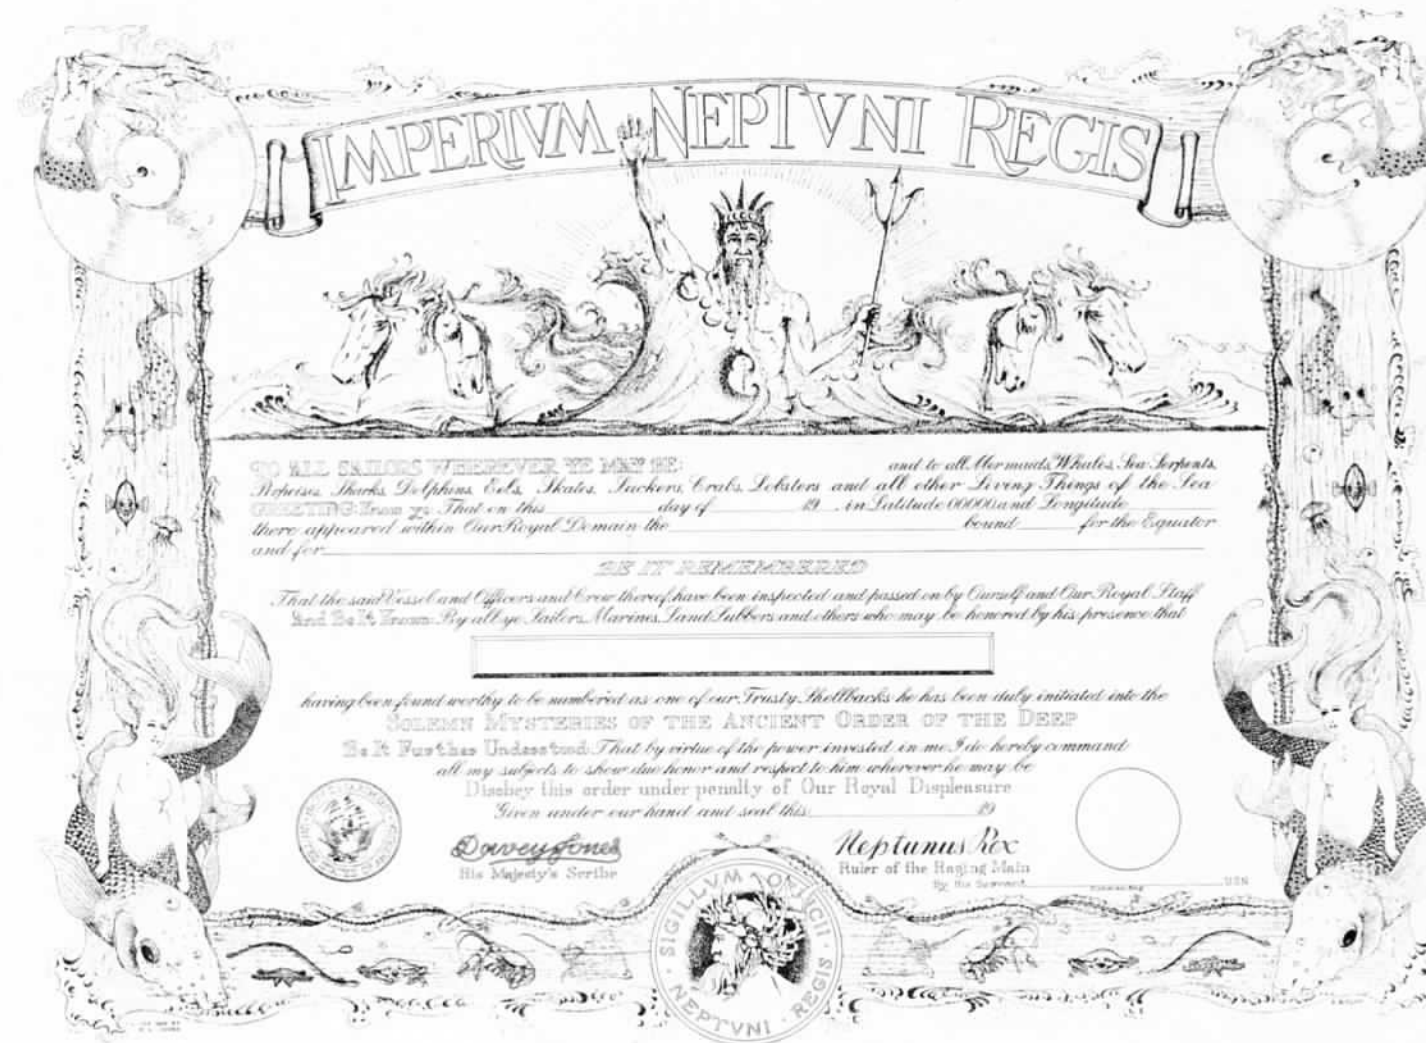 IMPERIVM NEPTVNI REGIS
TO ALL SAILORS WHEREVER YE MAY BE: and to all Mermaids, Whales, Sea Serpents,
Porpoises, Sharks, Dolphins, Eels, Skates, Suckers, Crabs, Lobsters and all other Living Things of the Sea
GREETING: Know ye: That on this day of 19 . in Latitude 00000 and Longitude
there appeared within Our Royal Domain the bound for the Equator
and for
BE IT REMEMBERED
That the said Vessel and Officers and Crew thereof, have been inspected and passed on by Ourself and Our Royal Staff
And Be It Known: By all ye Sailors, Marines, Land Lubbers and others who may be honored by his presence that
having been found worthy to be numbered as one of our Trusty Shellbacks he has been duly initiated into the
SOLEMN MYSTERIES OF THE ANCIENT ORDER OF THE DEEP
Be It Further Understood: That by virtue of the power invested in me I do hereby command
all my subjects to show due honor and respect to him wherever he may be
Disobey this order under penalty of Our Royal Displeasure
Given under our hand and seal this 19
Davey Jones
His Majesty's Scribe
Neptunus Rex
Ruler of the Raging Main
By His Servant USN
SIGILLVM OFFICII · NEPTVNI · REGIS ·